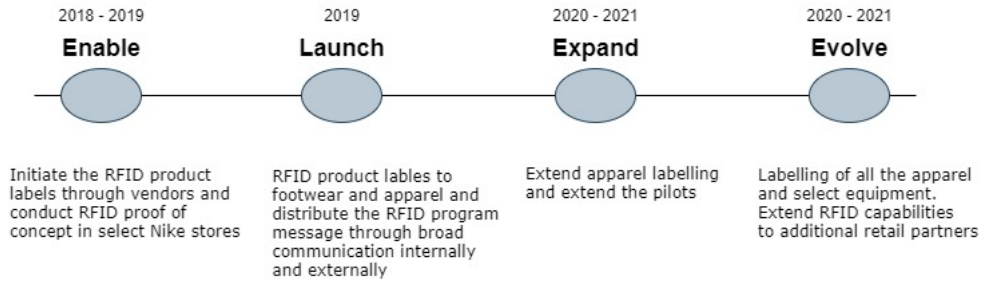 2018 - 2019
Enable
Initiate the RFID product
labels through vendors and
conduct RFID proof of
concept in select Nike stores
2019
Launch
RFID product lables to
footwear and apparel and
distribute the RFID program
message through broad
communication internally
and externally
2020 - 2021
Expand
Extend apparel labelling
and extend the pilots
2020 - 2021
Evolve
Labelling of all the apparel
and select equipment.
Extend RFID capabilities
to additional retail partners